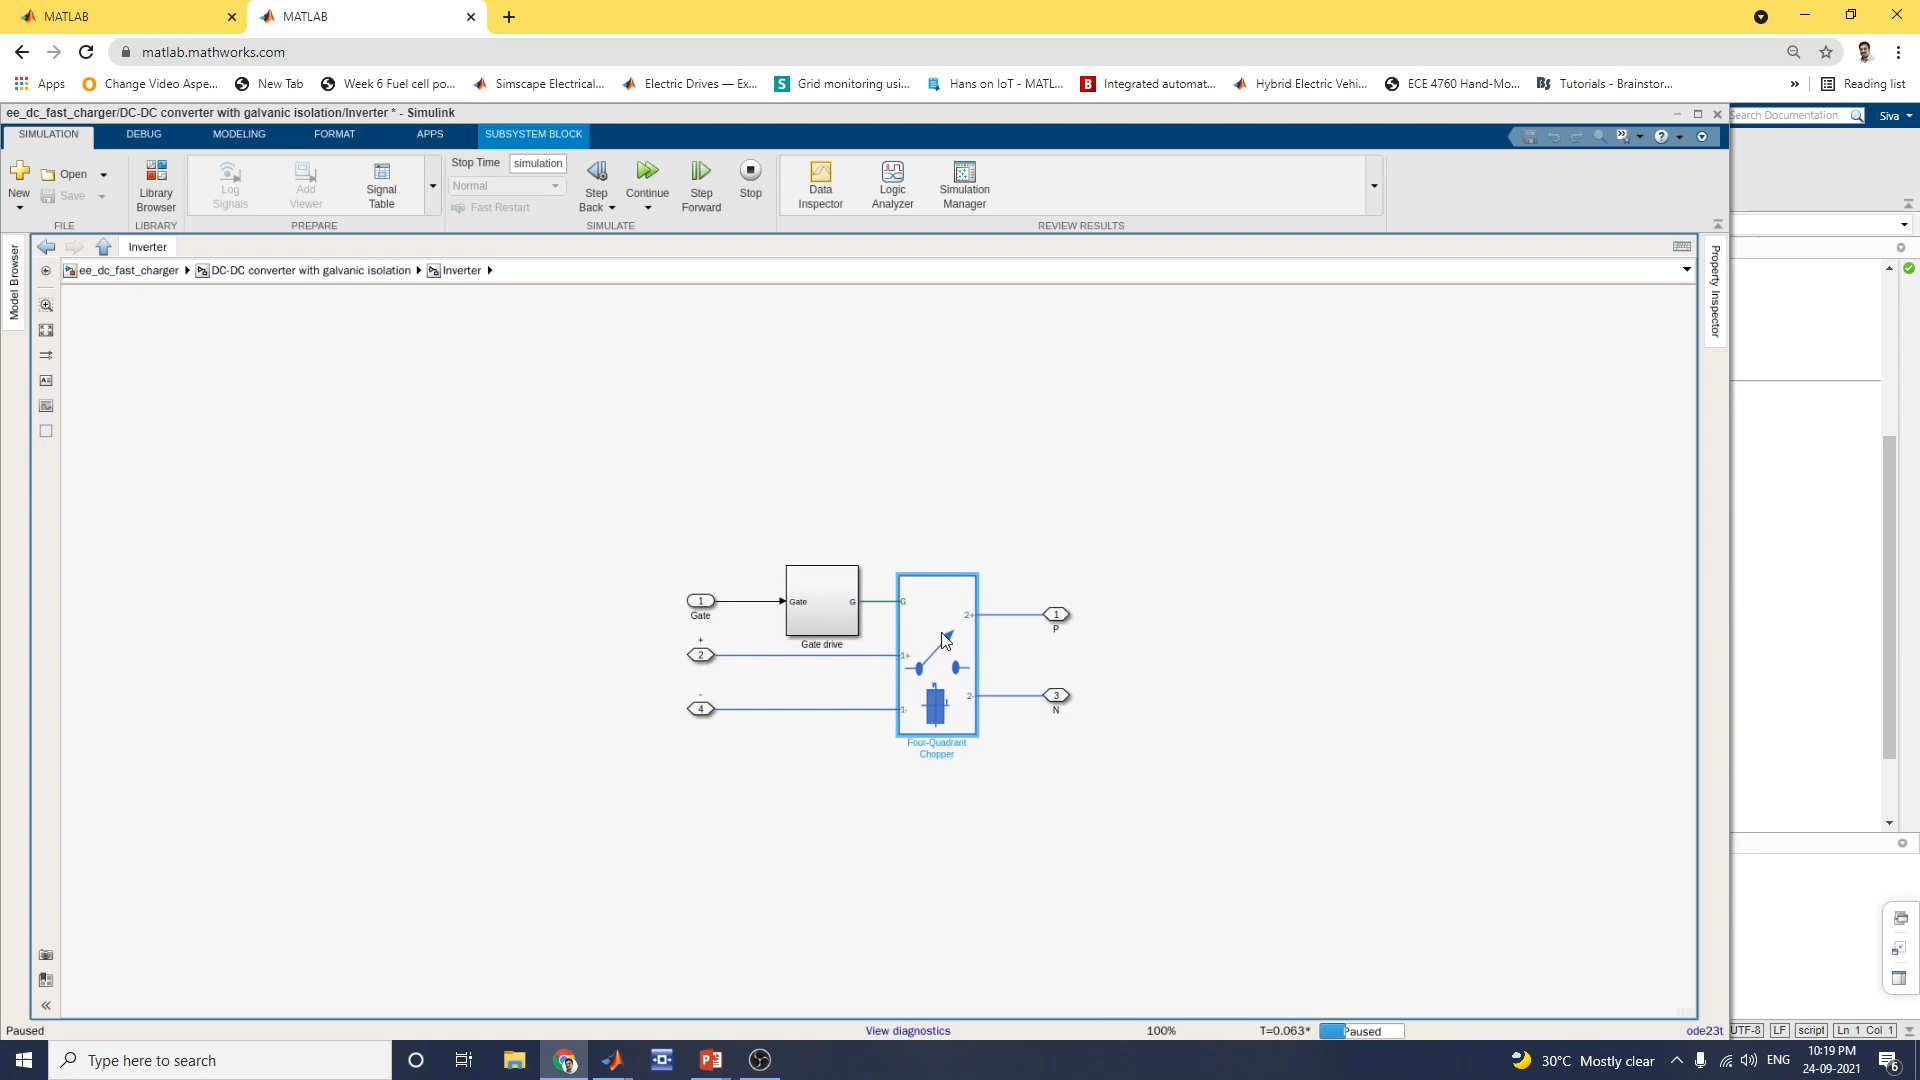 MATLAB
MATLAB
matlab.mathworks.com
Apps
Change Video Aspe...
New Tab
Week 6 Fuel cell po...
Simscape Electrical...
Electric Drives — Ex...
Grid monitoring usi...
Hans on IoT - MATL...
Integrated automat...
Hybrid Electric Vehi...
ECE 4760 Hand-Mo...
Tutorials - Brainstor...
»
Reading list
ee_dc_fast_charger/DC-DC converter with galvanic isolation/Inverter * - Simulink
Search Documentation
Siva
SIMULATION
DEBUG
MODELING
FORMAT
APPS
SUBSYSTEM BLOCK
New
Open
Save
FILE
Library
Browser
LIBRARY
Log
Signals
Add
Viewer
Signal
Table
PREPARE
Stop Time
simulation
Normal
Fast Restart
Step
Back
Continue
Step
Forward
Stop
SIMULATE
Data
Inspector
Logic
Analyzer
Simulation
Manager
REVIEW RESULTS
Model Browser
Inverter
Property Inspector
ee_dc_fast_charger
DC-DC converter with galvanic isolation
Inverter
1
Gate
Gate
G
Gate drive
+
2
-
4
G
1+
1-
2+
2-
Four-Quadrant
Chopper
1
P
3
N
Paused
View diagnostics
100%
T=0.063*
Paused
ode23t
UTF-8
LF
script
Ln 1 Col 1
Type here to search
30°C Mostly clear
ENG
10:19 PM
24-09-2021
6